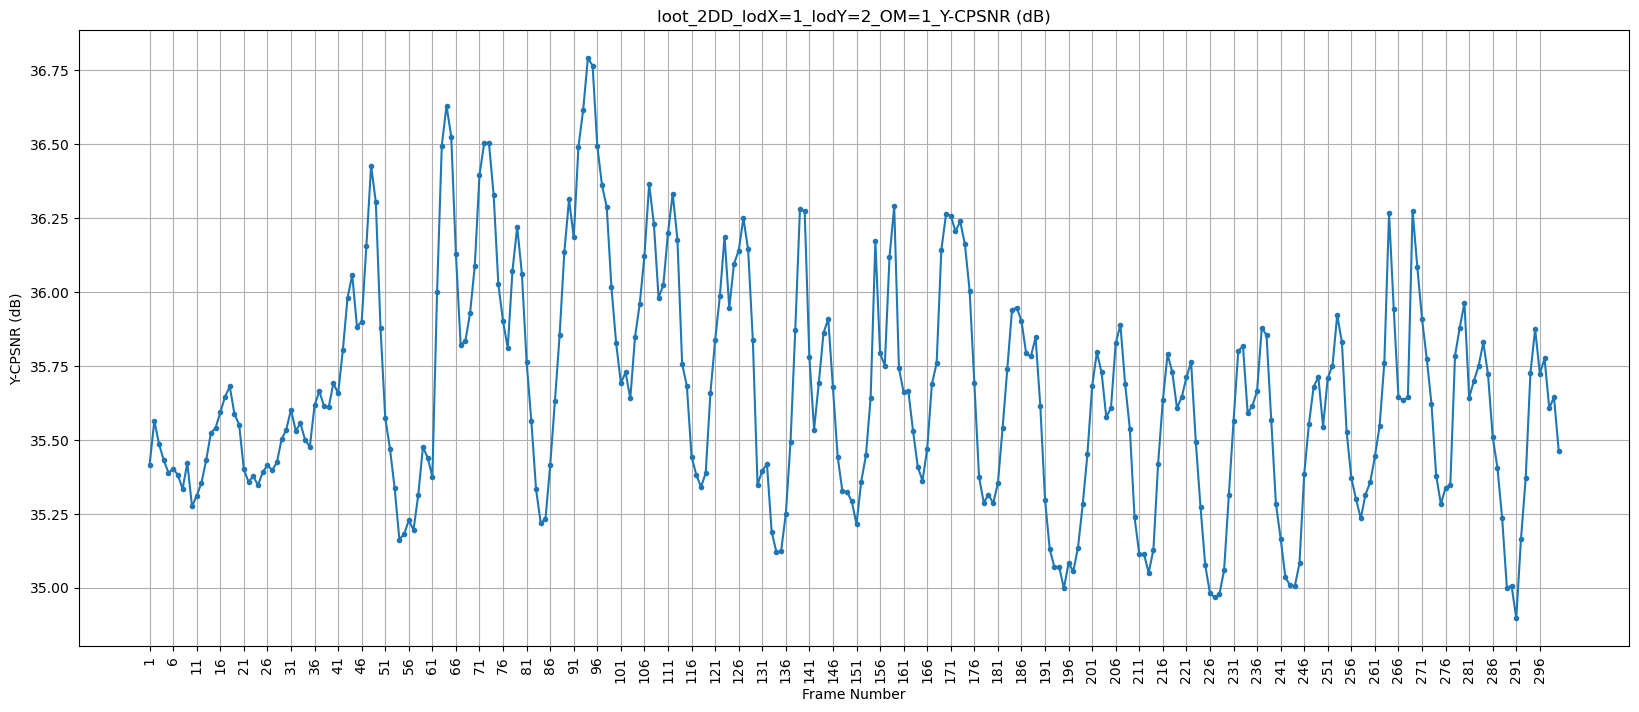 loot_2DD_lodX=1_lodY=2_OM=1_Y-CPSNR (dB)
Y-CPSNR (dB)
36.75
36.50
36.25
36.00
35.75
35.50
35.25
35.00
1 6 11 16 21 26 31 36 41 46 51 56 61 66 71 76 81 86 91 96 101 106 111 116 121 126 131 136 141 146 151 156 161 166 171 176 181 186 191 196 201 206 211 216 221 226 231 236 241 246 251 256 261 266 271 276 281 286 291 296
Frame Number